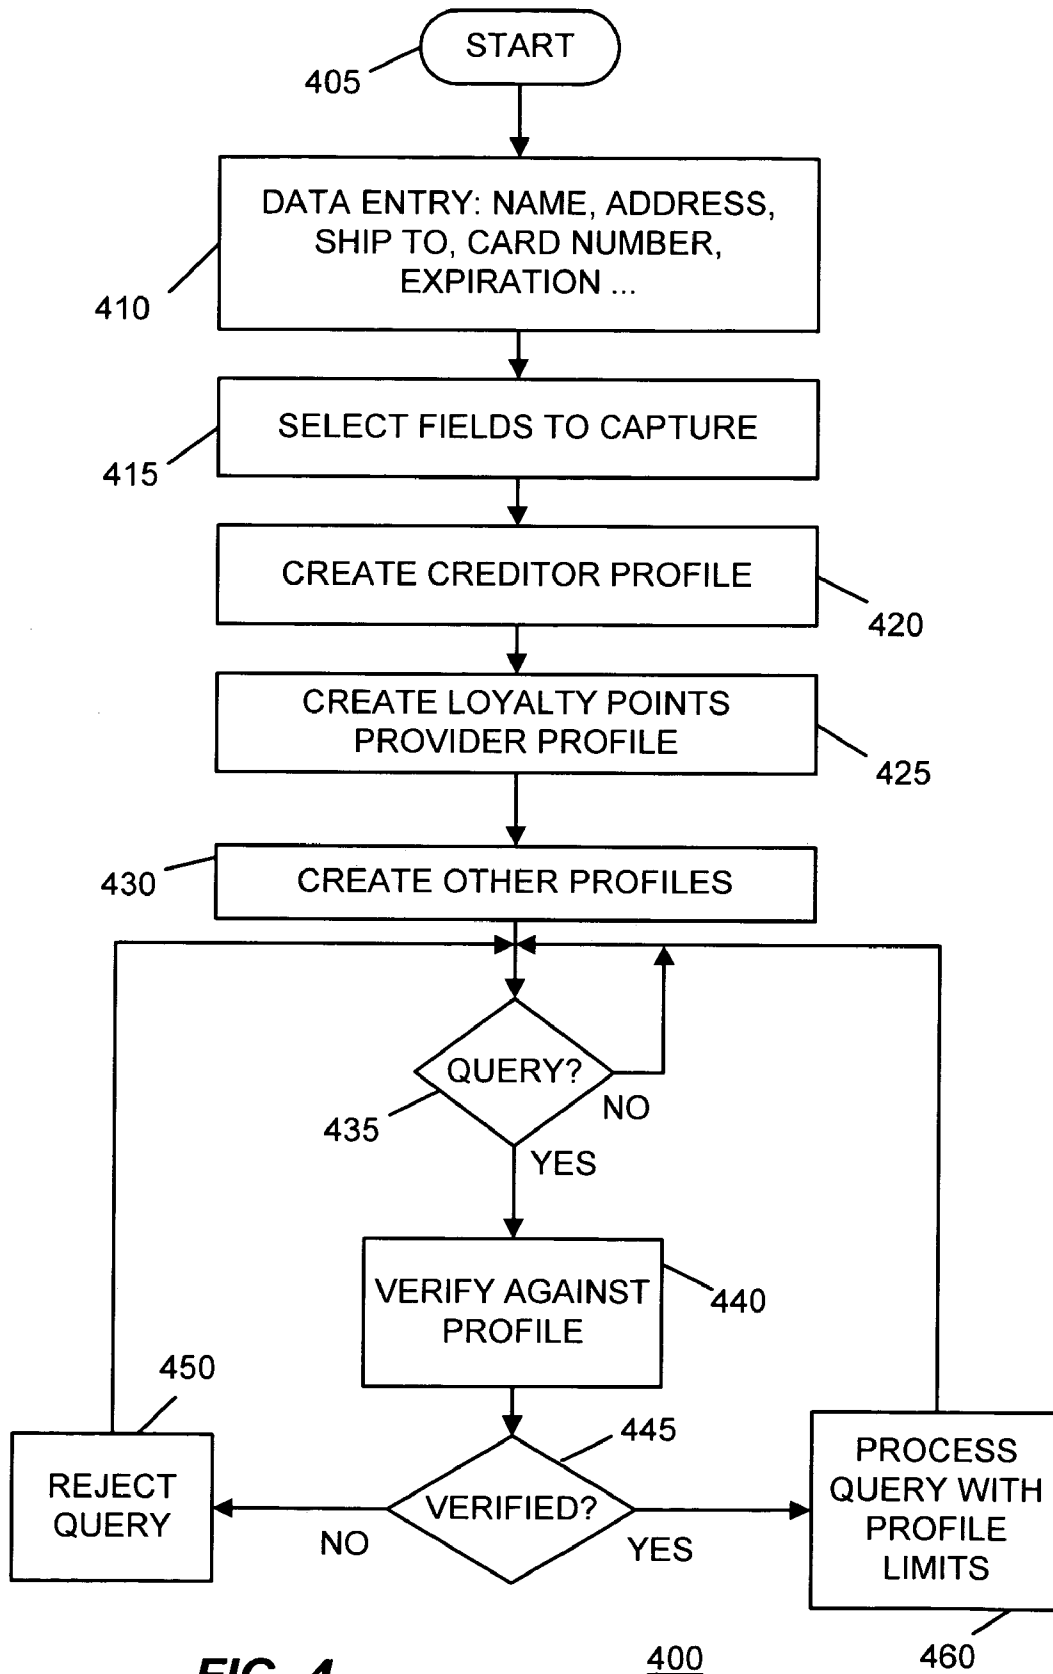 START
405
DATA ENTRY: NAME, ADDRESS,
SHIP TO, CARD NUMBER,
EXPIRATION ...
410
SELECT FIELDS TO CAPTURE
415
CREATE CREDITOR PROFILE
420
CREATE LOYALTY POINTS
PROVIDER PROFILE
425
CREATE OTHER PROFILES
430
QUERY?
435
NO
YES
VERIFY AGAINST
PROFILE
440
450
445
REJECT
QUERY
VERIFIED?
NO
YES
PROCESS
QUERY WITH
PROFILE
LIMITS
460
FIG. 4
400